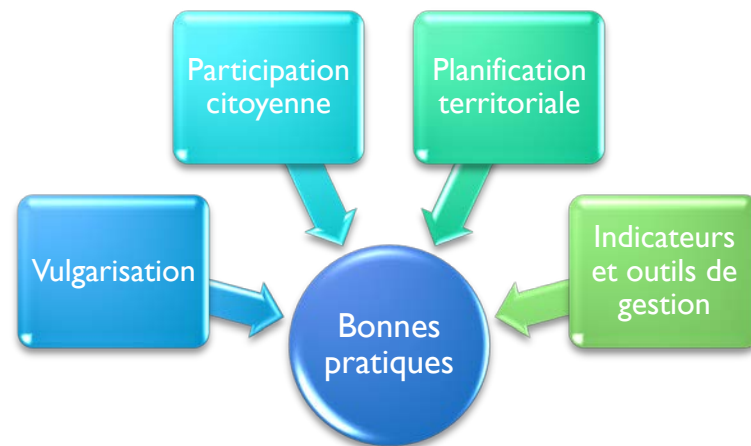 Participation
citoyenne
Planification
territoriale
Vulgarisation
Indicateurs
et outils de
gestion
Bonnes
pratiques